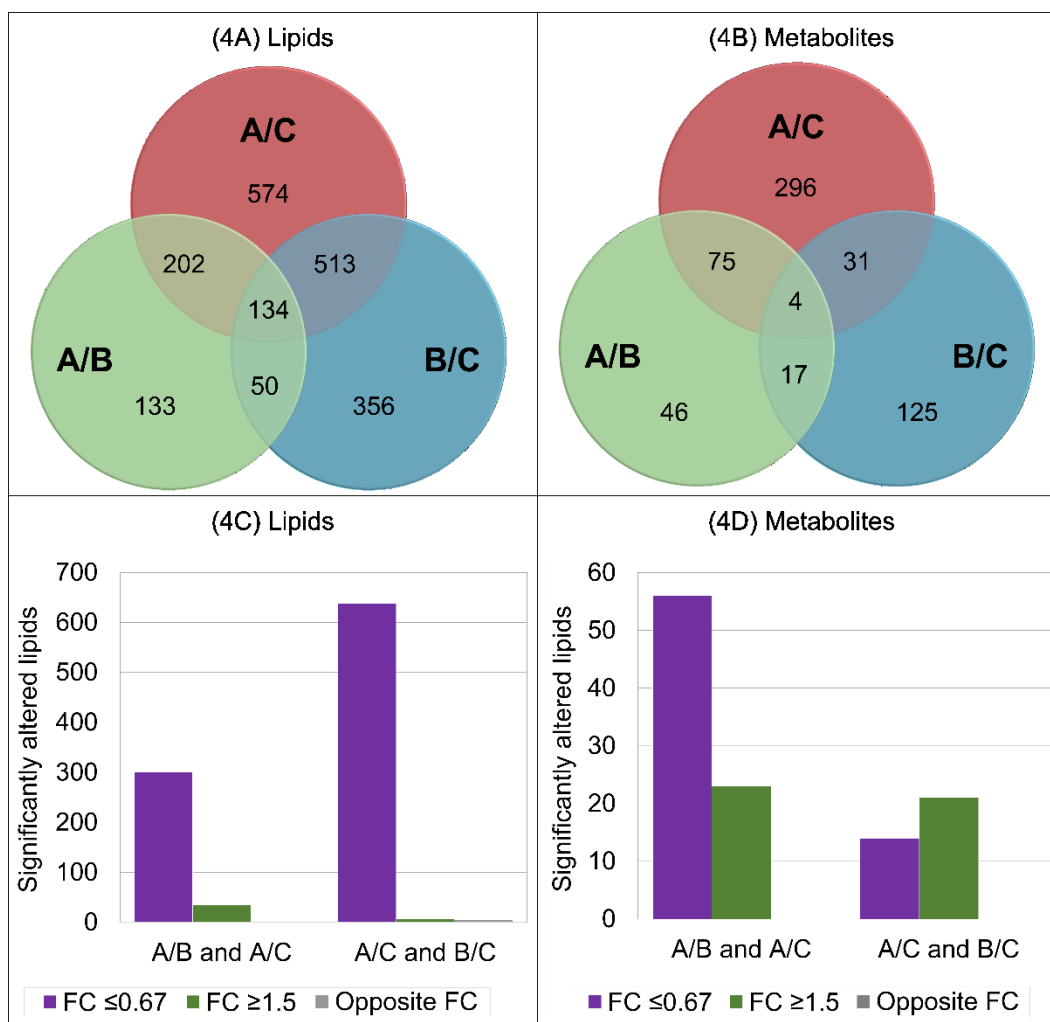 (4A) Lipids
A/C
574
202
513
134
A/B
B/C
50
133
356
(4B) Metabolites
A/C
296
75
31
4
A/B
B/C
17
46
125
(4C) Lipids
Significantly altered lipids
700
600
500
400
300
200
100
0
A/B and A/C
A/C and B/C
FC ≤0.67
FC ≥1.5
Opposite FC
(4D) Metabolites
Significantly altered lipids
60
50
40
30
20
10
0
A/B and A/C
A/C and B/C
FC ≤0.67
FC ≥1.5
Opposite FC